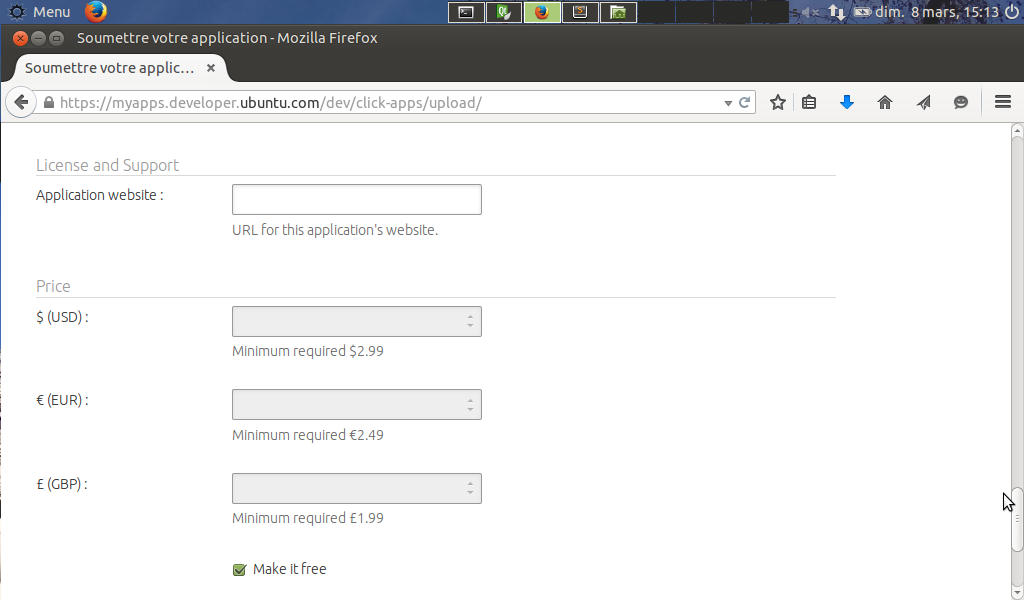 Menu
dim. 8 mars, 15:13
Soumettre votre application - Mozilla Firefox
Soumettre votre applic...
https://myapps.developer.ubuntu.com/dev/click-apps/upload/
License and Support
Application website :
URL for this application's website.
Price
$ (USD) :
Minimum required $2.99
€ (EUR) :
Minimum required €2.49
£ (GBP) :
Minimum required £1.99
Make it free